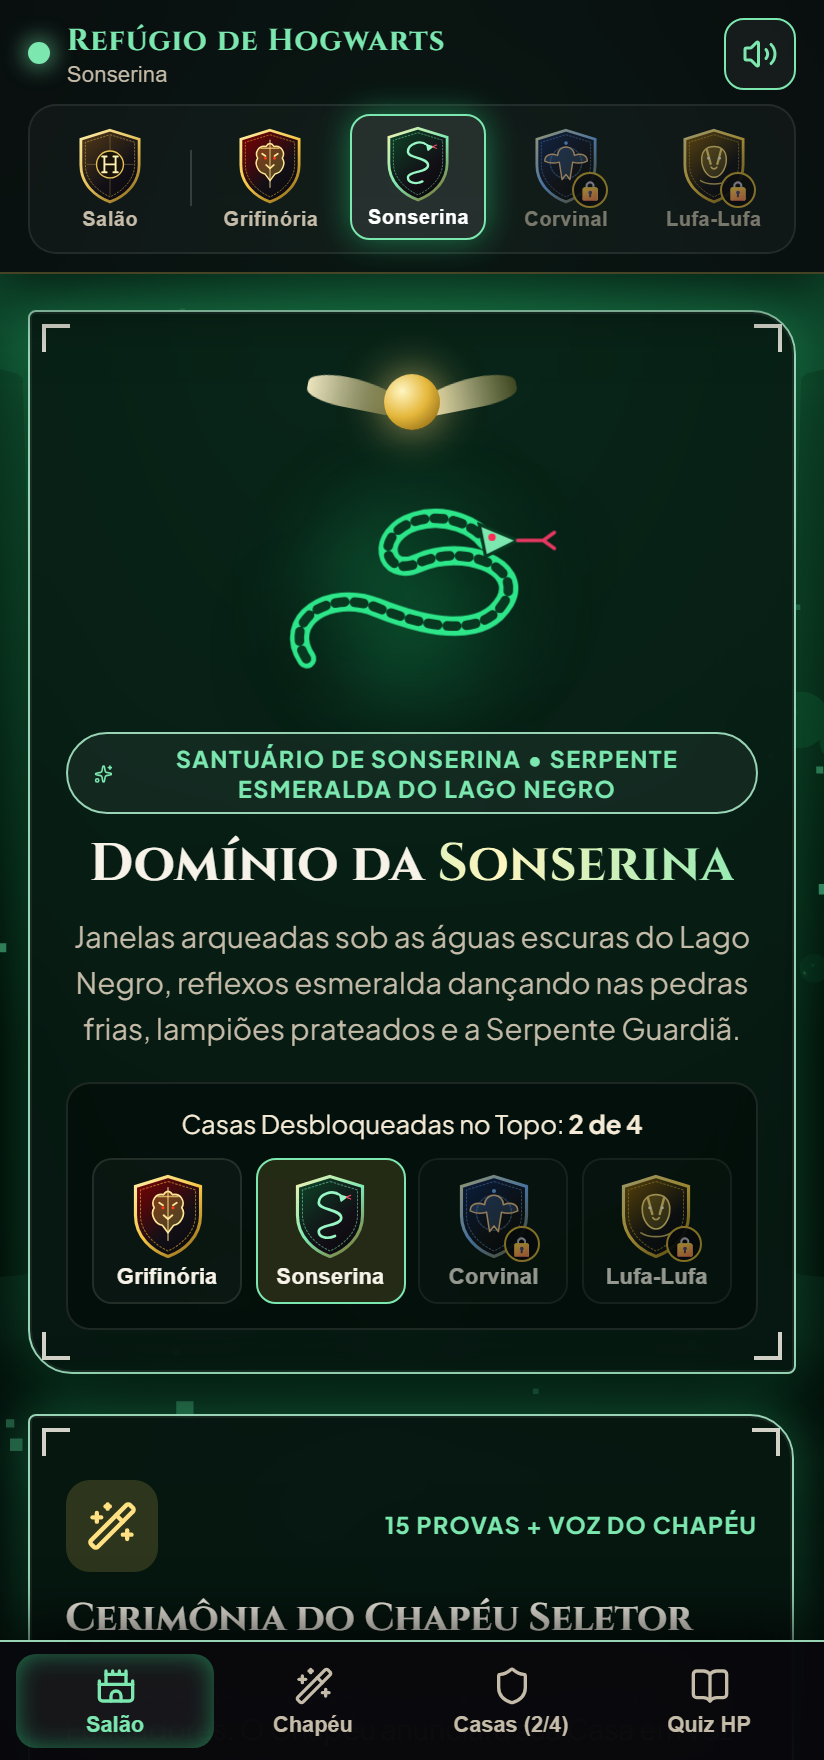 Refúgio de Hogwarts
Sonserina
H
Salão
Grifinória
Sonserina
Corvinal
Lufa-Lufa
SANTUÁRIO DE SONSERINA • SERPENTE
ESMERALDA DO LAGO NEGRO
Domínio da Sonserina
Janelas arqueadas sob as águas escuras do Lago
Negro, reflexos esmeralda dançando nas pedras
frias, lampiões prateados e a Serpente Guardiã.
Casas Desbloqueadas no Topo: 2 de 4
Grifinória
Sonserina
Corvinal
Lufa-Lufa
15 PROVAS + VOZ DO CHAPÉU
Cerimônia do Chapéu Seletor
Salão
Chapéu
Casas (2/4)
Quiz HP